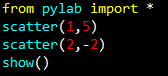 from pylab import *
scatter(1,5)
scatter(2,-2)
show()